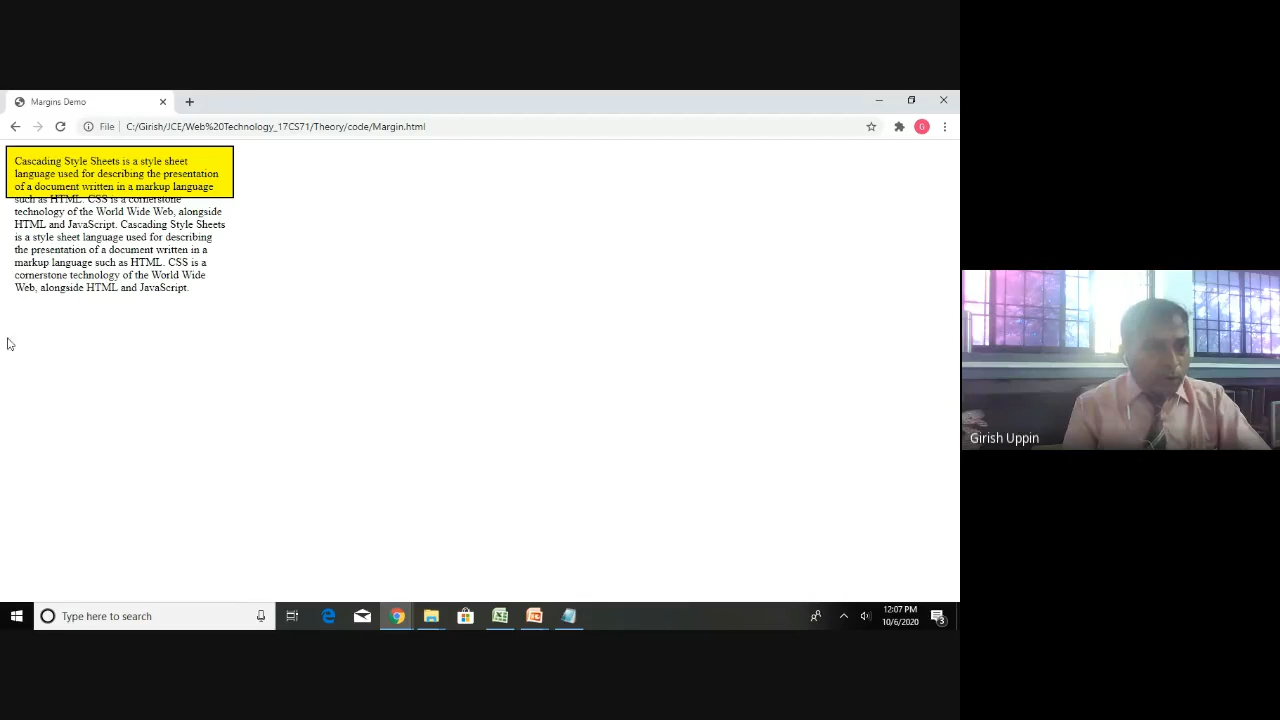 Margins Demo
File
C:/Girish/JCE/Web%20Technology_17CS71/Theory/code/Margin.html
G
Cascading Style Sheets is a style sheet
language used for describing the presentation
of a document written in a markup language
such as HTML. CSS is a cornerstone
technology of the World Wide Web, alongside
HTML and JavaScript. Cascading Style Sheets
is a style sheet language used for describing
the presentation of a document written in a
markup language such as HTML. CSS is a
cornerstone technology of the World Wide
Web, alongside HTML and JavaScript.
Girish Uppin
Type here to search
12:07 PM
10/6/2020
3